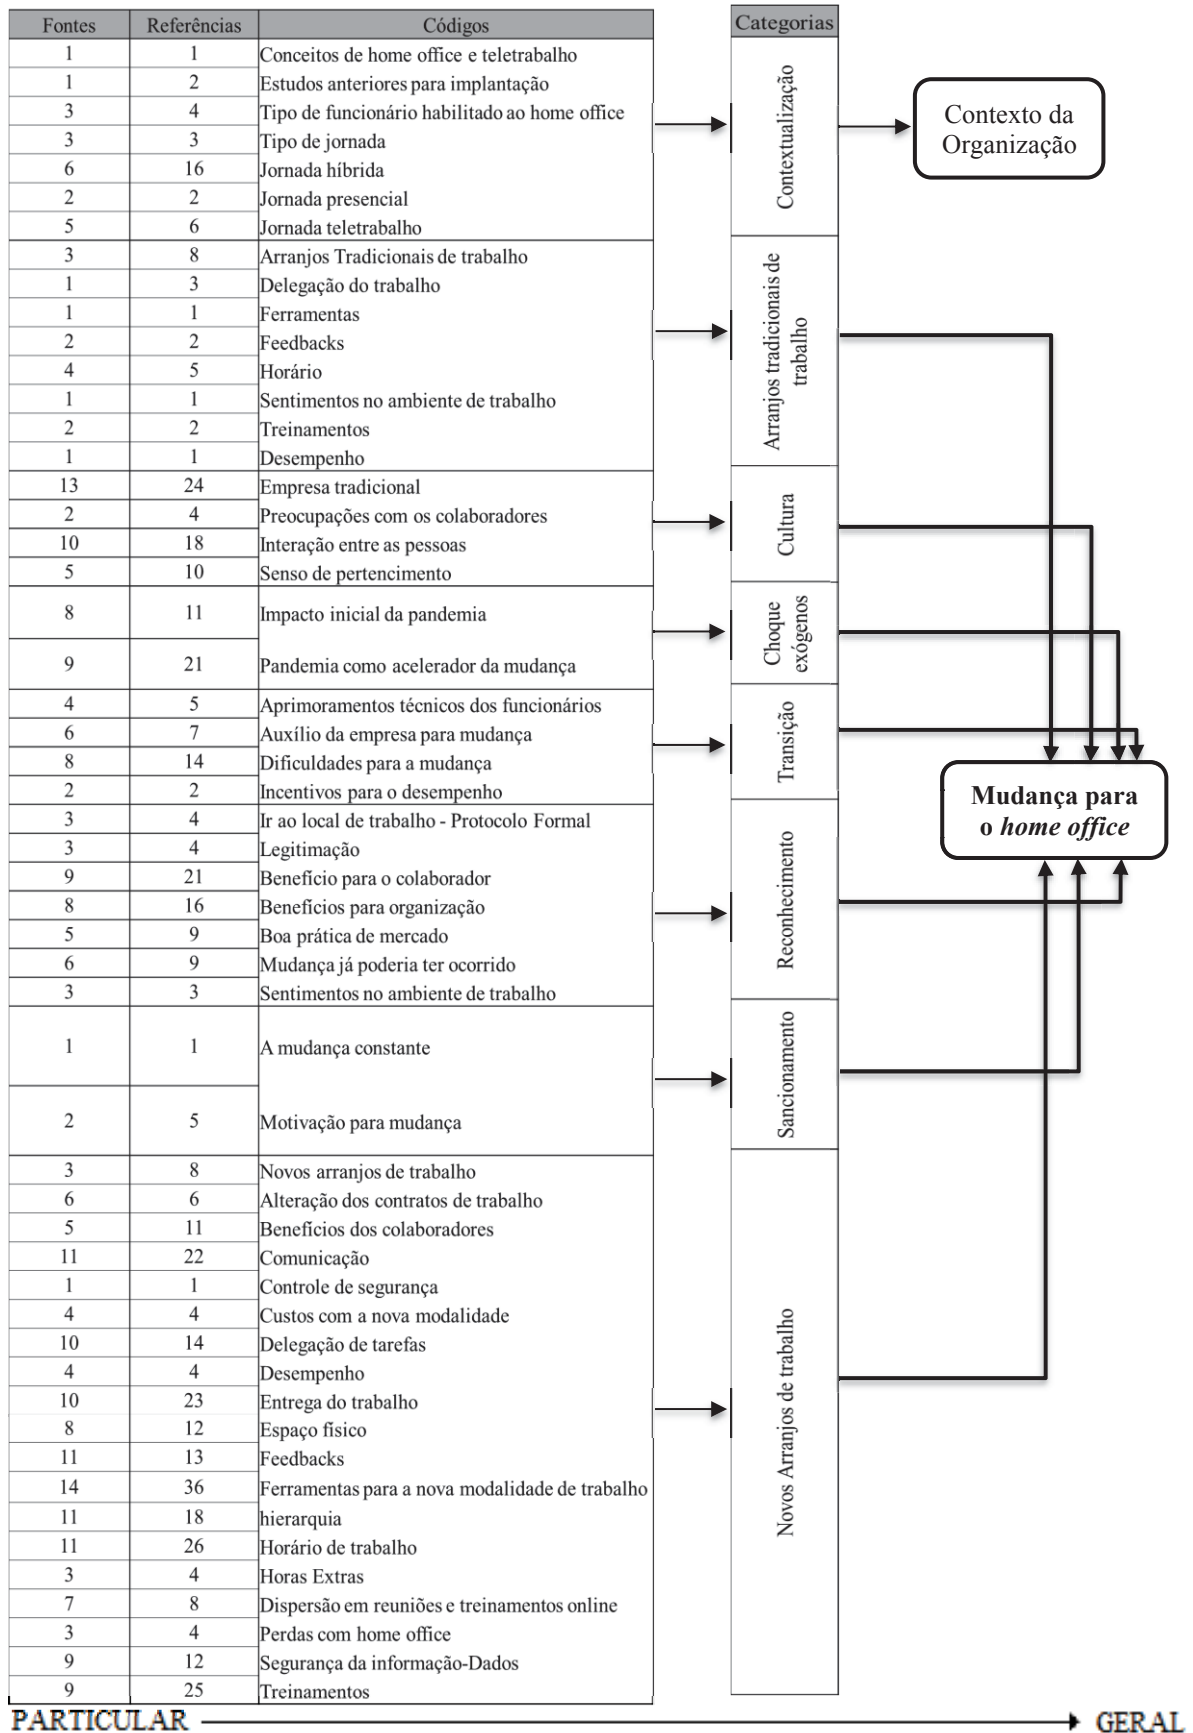 Fontes Referências Códigos
1 1 Conceitos de home office e teletrabalho
1 2 Estudos anteriores para implantação
3 4 Tipo de funcionário habilitado ao home office
3 3 Tipo de jornada
6 16 Jornada híbrida
2 2 Jornada presencial
5 6 Jornada teletrabalho
3 8 Arranjos Tradicionais de trabalho
1 3 Delegação do trabalho
1 1 Ferramentas
2 2 Feedbacks
4 5 Horário
1 1 Sentimentos no ambiente de trabalho
2 2 Treinamentos
1 1 Desempenho
13 24 Empresa tradicional
2 4 Preocupações com os colaboradores
10 18 Interação entre as pessoas
5 10 Senso de pertencimento
8 11 Impacto inicial da pandemia
9 21 Pandemia como acelerador da mudança
4 5 Aprimoramentos técnicos dos funcionários
6 7 Auxílio da empresa para mudança
8 14 Dificuldades para a mudança
2 2 Incentivos para o desempenho
3 4 Ir ao local de trabalho - Protocolo Formal
3 4 Legitimação
9 21 Benefício para o colaborador
8 16 Benefícios para organização
5 9 Boa prática de mercado
6 9 Mudança já poderia ter ocorrido
3 3 Sentimentos no ambiente de trabalho
1 1 A mudança constante
2 5 Motivação para mudança
3 8 Novos arranjos de trabalho
6 6 Alteração dos contratos de trabalho
5 11 Benefícios dos colaboradores
11 22 Comunicação
1 1 Controle de segurança
4 4 Custos com a nova modalidade
10 14 Delegação de tarefas
4 4 Desempenho
10 23 Entrega do trabalho
8 12 Espaço físico
11 13 Feedbacks
14 36 Ferramentas para a nova modalidade de trabalho
11 18 hierarquia
11 26 Horário de trabalho
3 4 Horas Extras
7 8 Dispersão em reuniões e treinamentos online
3 4 Perdas com home office
9 12 Segurança da informação-Dados
9 25 Treinamentos
Categorias
Contextualização
Arranjos tradicionais de
trabalho
Cultura
Choque
exógenos
Transição
Reconhecimento
Sancionamento
Novos Arranjos de trabalho
Contexto da
Organização
Mudança para
o home office
PARTICULAR GERAL